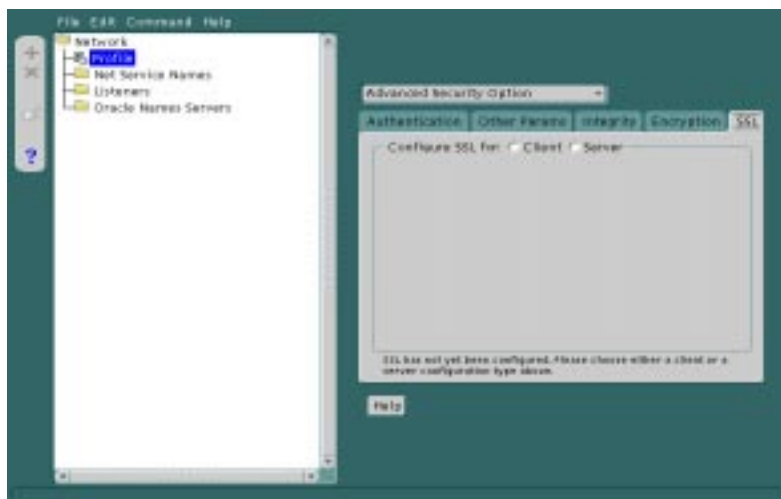 File Edit Command Help
Network
Profile
Net Service Names
Listeners
Oracle Names Servers
?
Advanced Security Option
Authentication Other Params Integrity Encryption SSL
Configure SSL for: Client Server
SSL has not yet been configured. Please choose either a client or a
server configuration type above.
Help